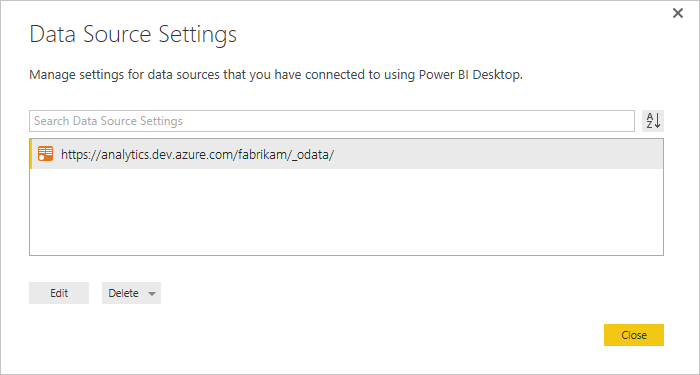 Data Source Settings
Manage settings for data sources that you have connected to using Power BI Desktop.
Search Data Source Settings
A
Z
https://analytics.dev.azure.com/fabrikam/_odata/
Edit
Delete
Close